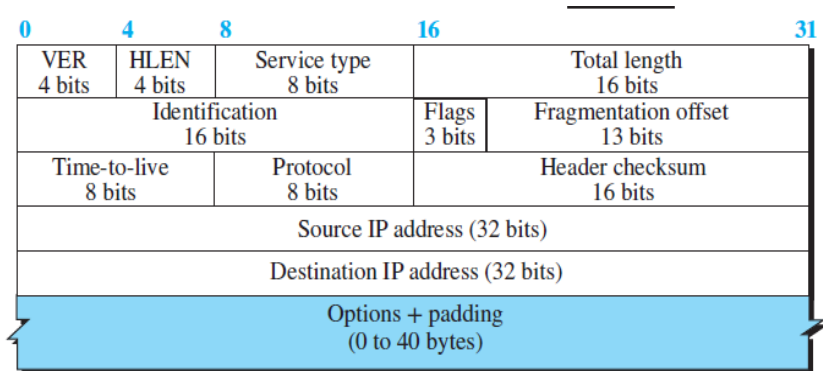 0 4 8 16 31
VER HLEN Service type Total length
4 bits 4 bits 8 bits 16 bits
Identification Flags Fragmentation offset
16 bits 3 bits 13 bits
Time-to-live Protocol Header checksum
8 bits 8 bits 16 bits
Source IP address (32 bits)
Destination IP address (32 bits)
Options + padding
(0 to 40 bytes)